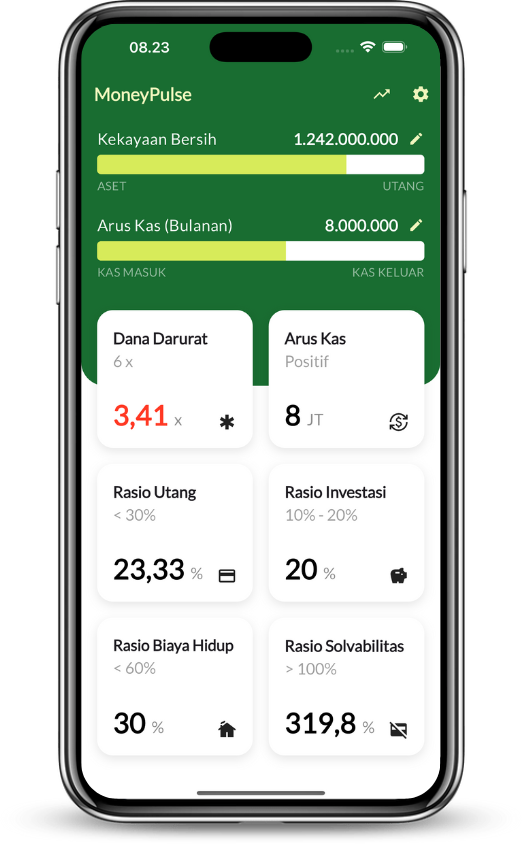 08.23
MoneyPulse
Kekayaan Bersih 1.242.000.000
ASET UTANG
Arus Kas (Bulanan) 8.000.000
KAS MASUK KAS KELUAR
Dana Darurat
6 x
3,41 x
Arus Kas
Positif
8 JT
Rasio Utang
< 30%
23,33 %
Rasio Investasi
10% - 20%
20 %
Rasio Biaya Hidup
< 60%
30 %
Rasio Solvabilitas
> 100%
319,8 %